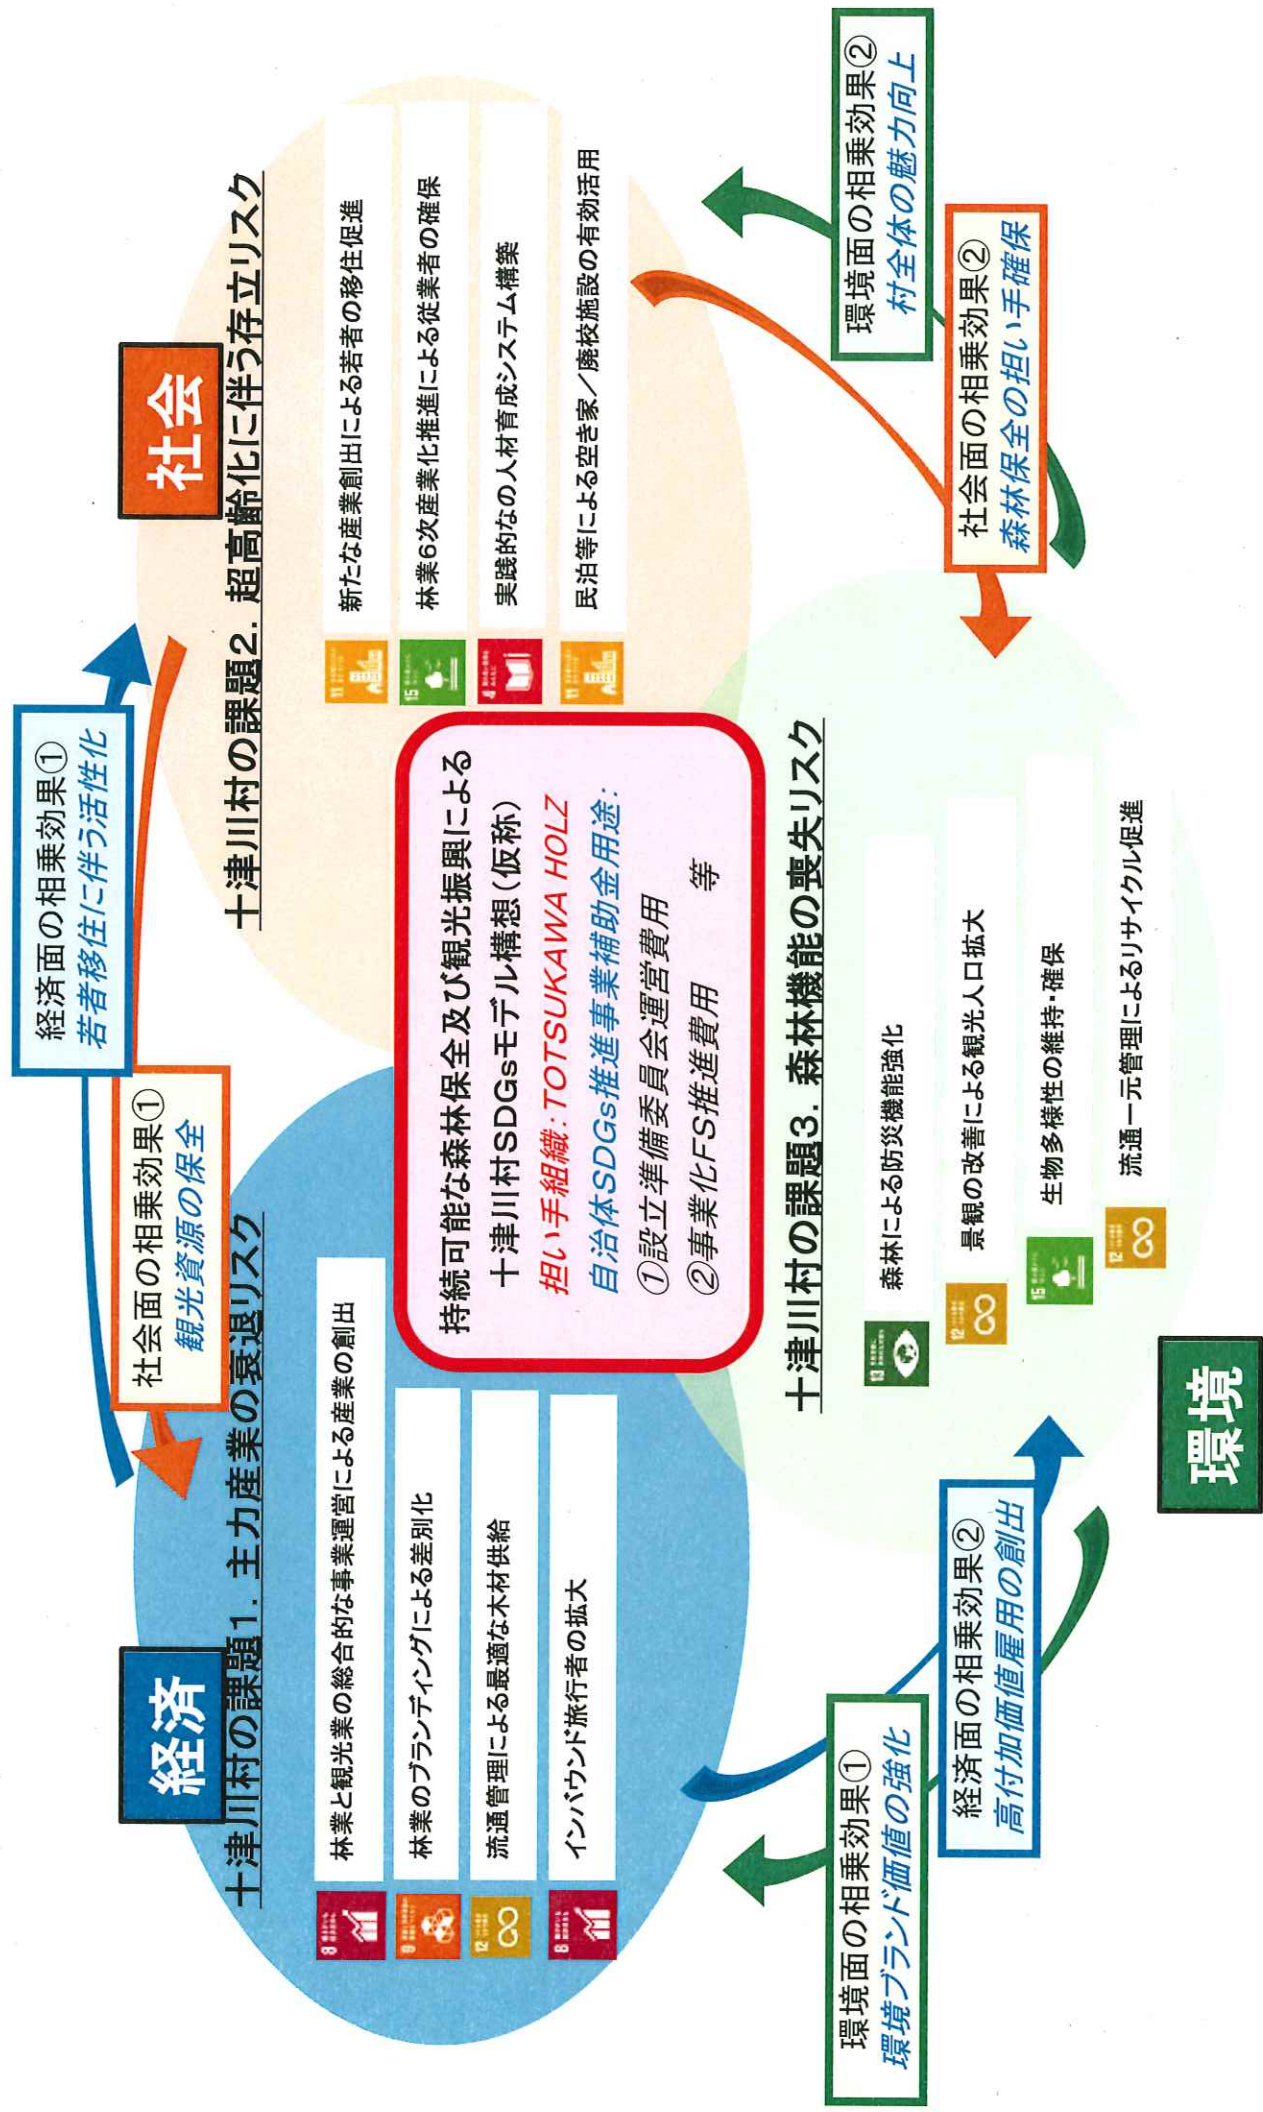 経済面の相乗効果①
若者移住に伴う活性化
社会面の相乗効果①
観光資源の保全
経済
十津川村の課題1. 主力産業の衰退リスク
8
林業と観光業の総合的な事業運営による産業の創出
9
林業のブランディングによる差別化
12
流通管理による最適な木材供給
8
インバウンド旅行者の拡大
社会
十津川村の課題2. 超高齢化に伴う存立リスク
11
新たな産業創出による若者の移住促進
15
林業6次産業化推進による従業者の確保
4
実践的なの人材育成システム構築
11
民泊等による空き家/廃校施設の有効活用
持続可能な森林保全及び観光振興による
十津川村SDGsモデル構想(仮称)
担い手組織:TOTSUKAWA HOLZ
自治体SDGs推進事業補助金用途:
①設立準備委員会運営費用
②事業化FS推進費用 等
十津川村の課題3. 森林機能の喪失リスク
13
森林による防災機能強化
12
景観の改善による観光人口拡大
15
生物多様性の維持・確保
12
流通一元管理によるリサイクル促進
環境面の相乗効果①
環境ブランド価値の強化
経済面の相乗効果②
高付加価値雇用の創出
環境面の相乗効果②
村全体の魅力向上
社会面の相乗効果②
森林保全の担い手確保
環境